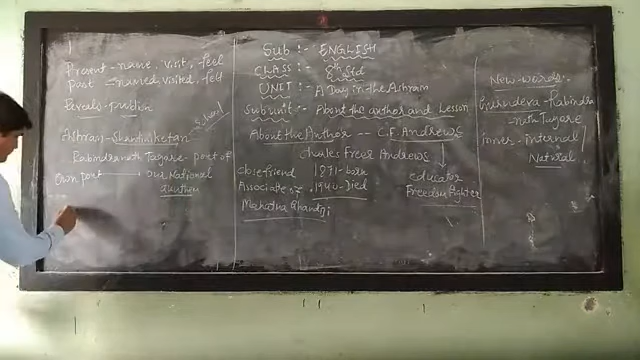 Present - name, visit, feel
Past - named, visited, felt
Reveals - publish
Ashram - Shantiniketan - School
Rabindranath Tagore - poet of
own poet → our National
Anthem
Sub :- ENGLISH
CLASS :- 8th Std
UNIT :- A Day in the Ashram
Sub unit :- About the author and Lesson
About the Author -- C.F. ANDREWS
Charles Freer Andrews
close friend
Associate of
Mahatma Ghandji
1871 - born
1940 - Died
educator
Freedom Fighter
New words -
Gurudeva - Rabindra
nath Tagore
inner - internal /
Natural